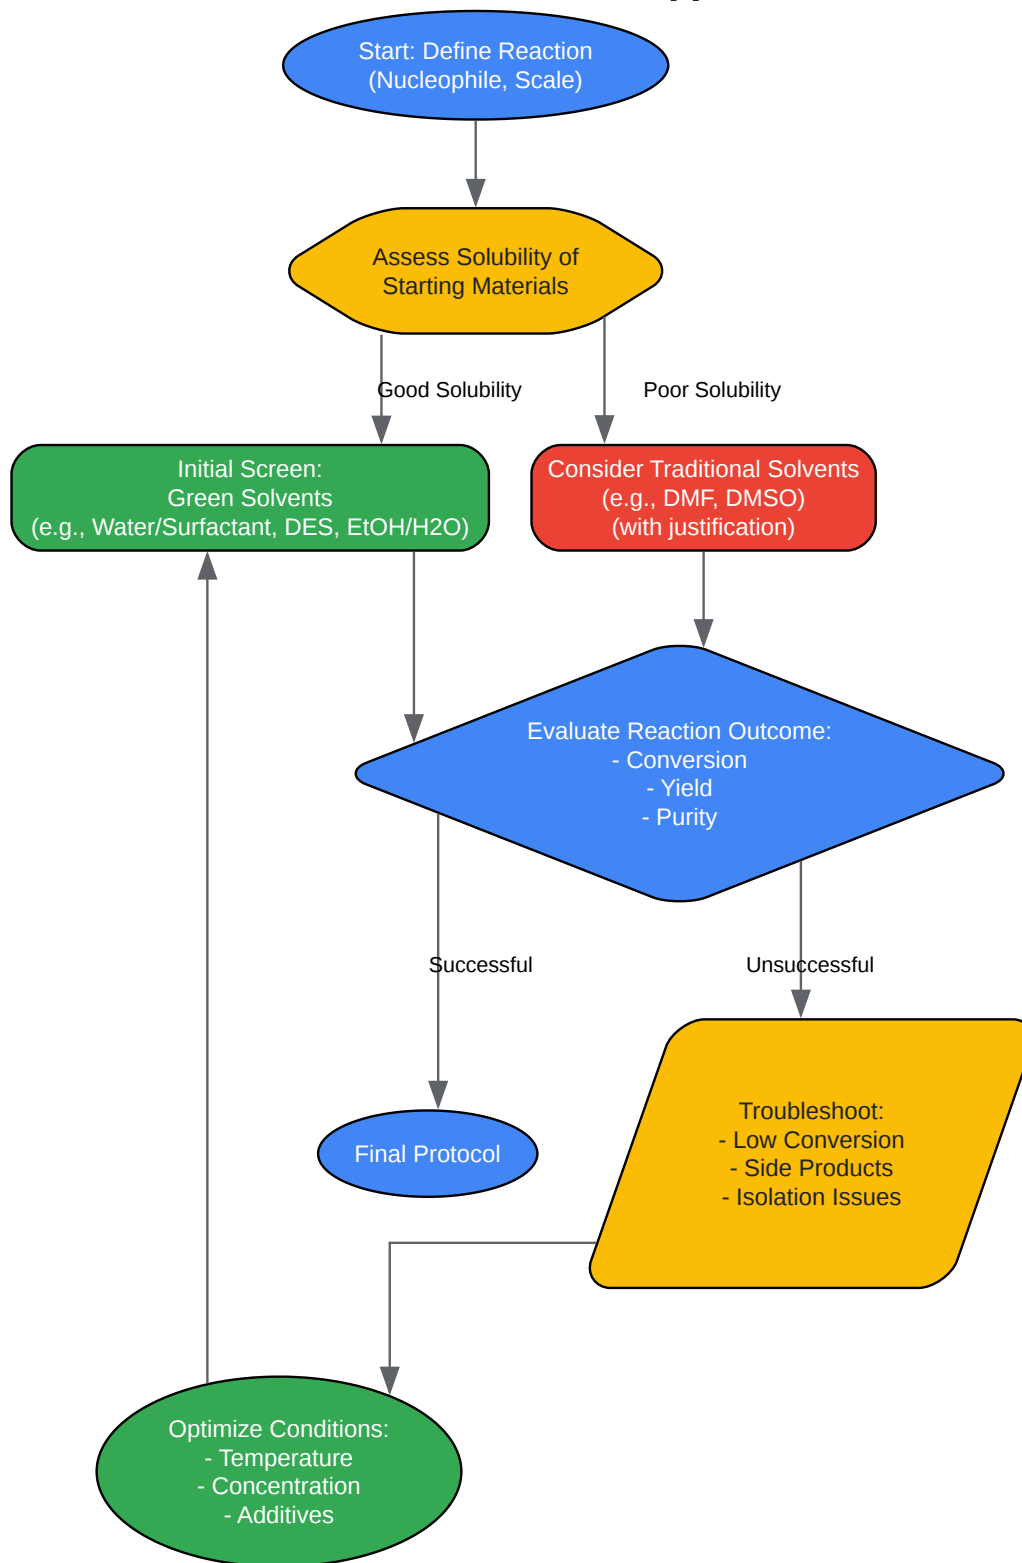 Start: Define Reaction
(Nucleophile, Scale)
Assess Solubility of
Starting Materials
Good Solubility
Poor Solubility
Initial Screen:
Green Solvents
(e.g., Water/Surfactant, DES, EtOH/H2O)
Consider Traditional Solvents
(e.g., DMF, DMSO)
(with justification)
Evaluate Reaction Outcome:
- Conversion
- Yield
- Purity
Successful
Unsuccessful
Final Protocol
Troubleshoot:
- Low Conversion
- Side Products
- Isolation Issues
Optimize Conditions:
- Temperature
- Concentration
- Additives